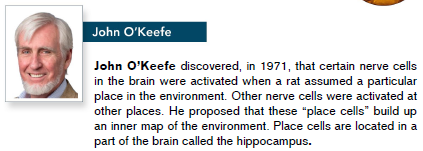 John O'Keefe
John O'Keefe discovered, in 1971, that certain nerve cells
in the brain were activated when a rat assumed a particular
place in the environment. Other nerve cells were activated at
other places. He proposed that these “place cells” build up
an inner map of the environment. Place cells are located in a
part of the brain called the hippocampus.